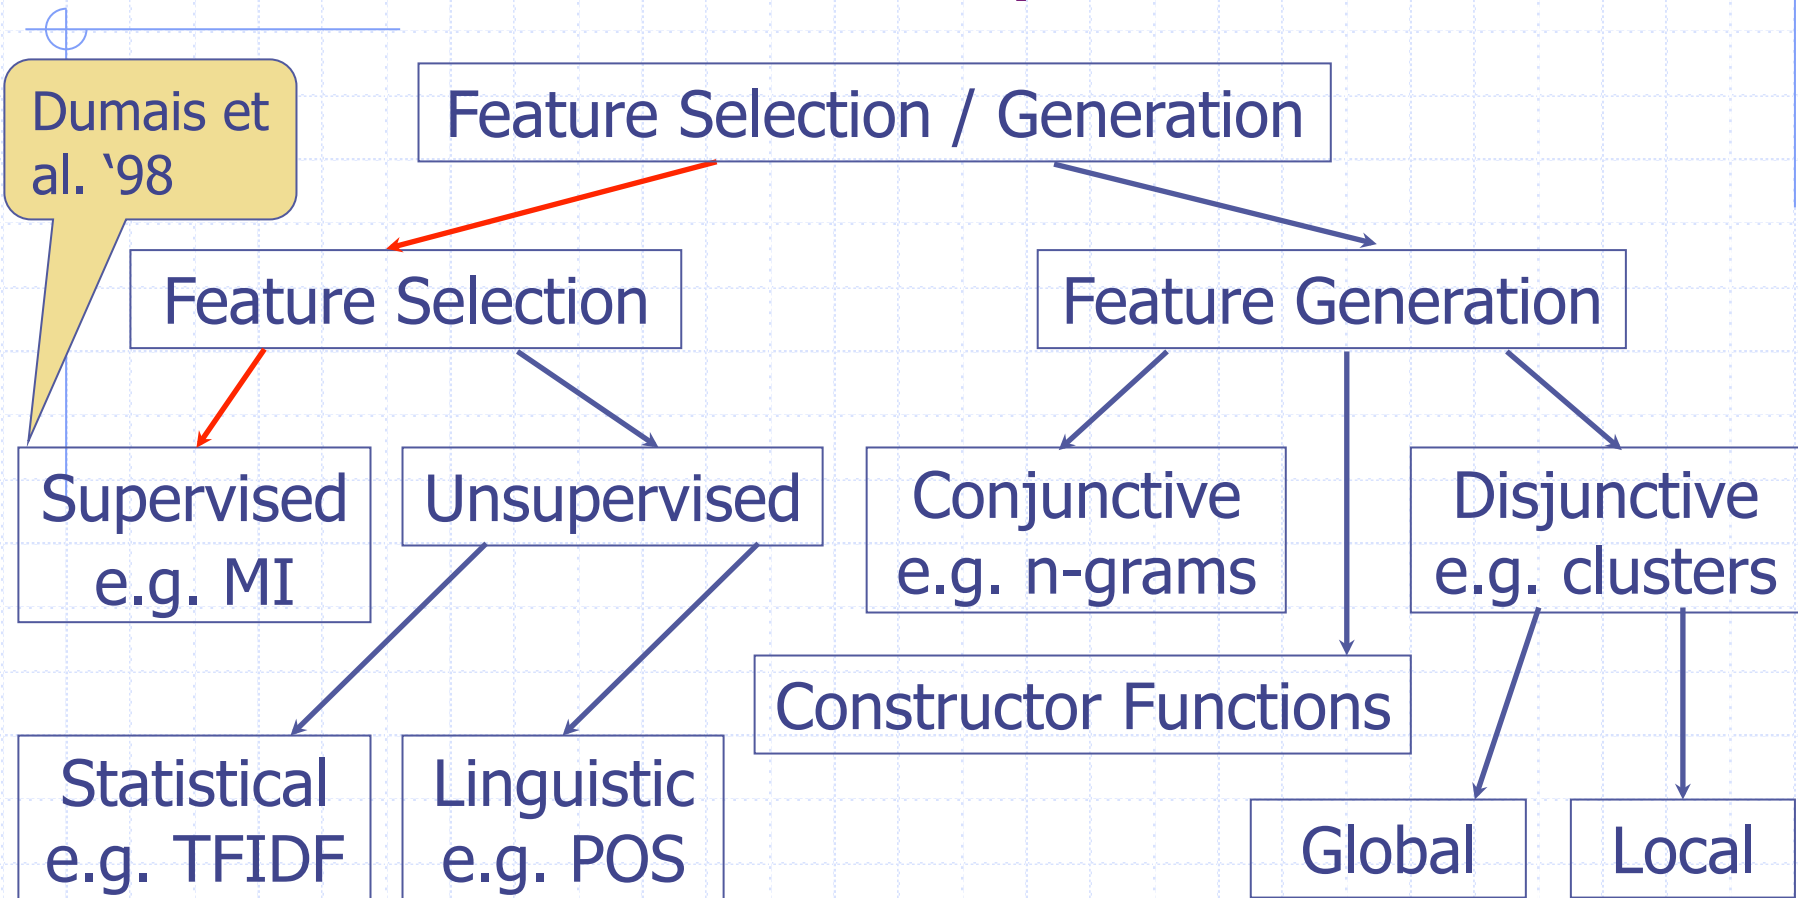 Dumais et
al. ‘98
Feature Selection / Generation
Feature Selection
Feature Generation
Supervised
e.g. MI
Unsupervised
Conjunctive
e.g. n-grams
Disjunctive
e.g. clusters
Constructor Functions
Statistical
e.g. TFIDF
Linguistic
e.g. POS
Global
Local